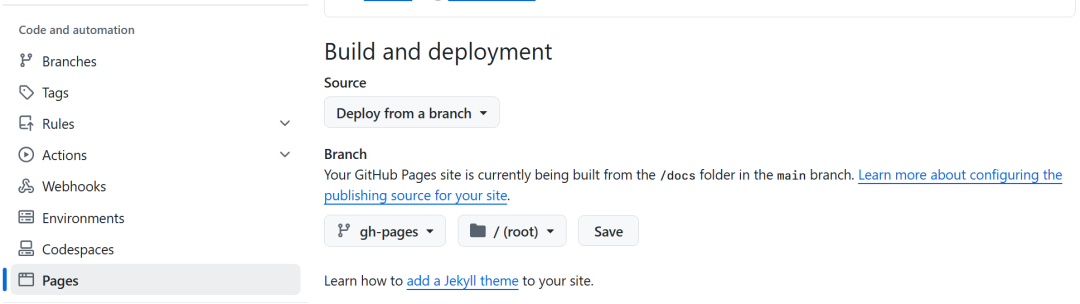 Code and automation
Branches
Tags
Rules
Actions
Webhooks
Environments
Codespaces
Pages
Build and deployment
Source
Deploy from a branch
Branch
Your GitHub Pages site is currently being built from the /docs folder in the main branch. Learn more about configuring the
publishing source for your site.
gh-pages / (root) Save
Learn how to add a Jekyll theme to your site.